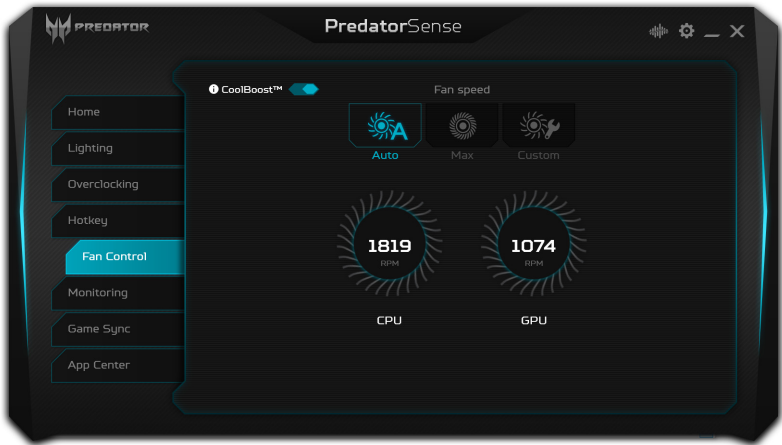 PREDATOR
PredatorSense
CoolBoost™
Fan speed
Auto
Max
Custom
Home
Lighting
Overclocking
Hotkey
Fan Control
Monitoring
Game Sync
App Center
1819
RPM
CPU
1074
RPM
GPU